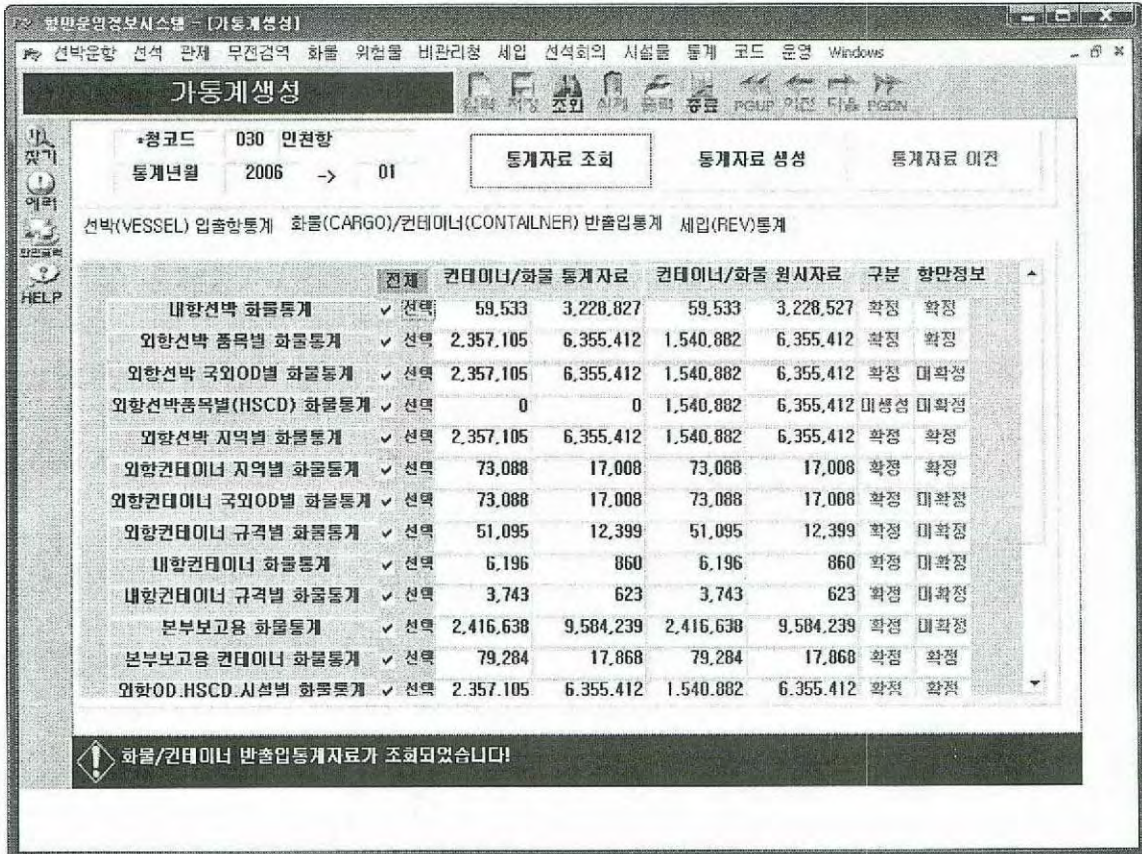 항만운영정보시스템 - [가통계생성]
선박운항 선석 관제 무전검역 화물 위험물 비관리청 세입 선석회의 시설물 통계 코드 운영 Windows
가통계생성
입력 저장 조회 삭제 출력 종료 PGUP 이전 다음 PGDN
찾기
에러
화면출력
HELP
*청코드 030 인천항
통계년월 2006 -> 01
통계자료 조회 통계자료 생성 통계자료 이전
선박(VESSEL) 입출항통계 화물(CARGO)/컨테이너(CONTAILNER) 반출입통계 세입(REV)통계
전체 컨테이너/화물 통계자료 컨테이너/화물 원시자료 구분 항만정보
내항선박 화물통계 ✓ 선택 59,533 3,228,827 59,533 3,228,527 확정 확정
외항선박 품목별 화물통계 ✓ 선택 2,357,105 6,355,412 1,540,882 6,355,412 확정 확정
외항선박 국외OD별 화물통계 ✓ 선택 2,357,105 6,355,412 1,540,882 6,355,412 확정 미확정
외항선박품목별(HSCD) 화물통계 ✓ 선택 0 0 1,540,882 6,355,412 미생성 미확정
외항선박 지역별 화물통계 ✓ 선택 2,357,105 6,355,412 1,540,882 6,355,412 확정 확정
외항컨테이너 지역별 화물통계 ✓ 선택 73,088 17,008 73,088 17,008 확정 확정
외항컨테이너 국외OD별 화물통계 ✓ 선택 73,088 17,008 73,088 17,008 확정 미확정
외항컨테이너 규격별 화물통계 ✓ 선택 51,095 12,399 51,095 12,399 확정 미확정
내항컨테이너 화물통계 ✓ 선택 6,196 860 6,196 860 확정 미확정
내항컨테이너 규격별 화물통계 ✓ 선택 3,743 623 3,743 623 확정 미확정
본부보고용 화물통계 ✓ 선택 2,416,638 9,584,239 2,416,638 9,584,239 확정 미확정
본부보고용 컨테이너 화물통계 ✓ 선택 79,284 17,868 79,284 17,868 확정 확정
외항OD.HSCD.시설별 화물통계 ✓ 선택 2.357.105 6.355.412 1.540.882 6.355.412 확정 확정
화물/컨테이너 반출입통계자료가 조회되었습니다!